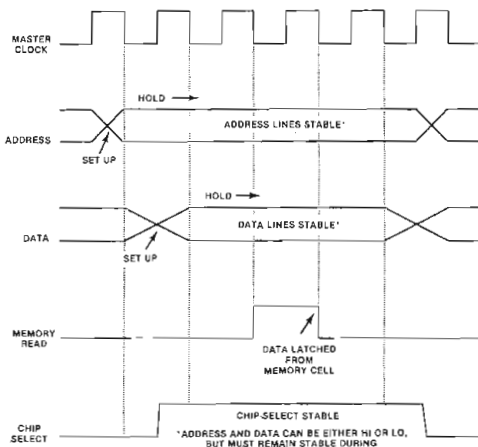 MASTER
CLOCK
HOLD
ADDRESS LINES STABLE*
ADDRESS
SET UP
HOLD
DATA LINES STABLE*
DATA
SET UP
MEMORY
READ
DATA LATCHED
FROM
MEMORY CELL
CHIP-SELECT STABLE
CHIP
SELECT
*ADDRESS AND DATA CAN BE EITHER HI OR LO,
BUT MUST REMAIN STABLE DURING